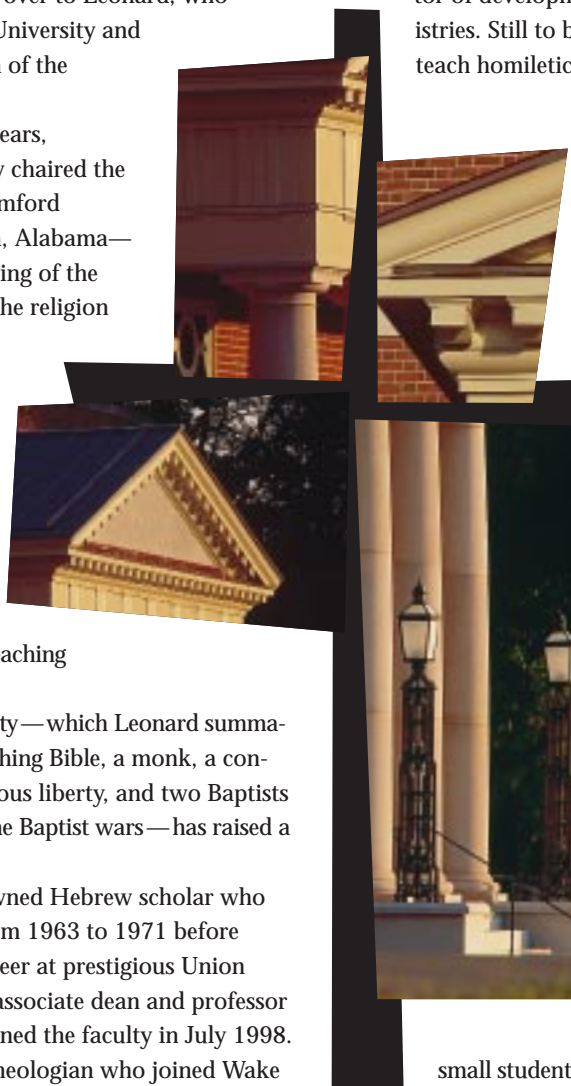 over to Leonard, who
University and
of the
ears,
chaired the
mford
, Alabama—
ing of the
he religion
aching
ty—which Leonard summa-
hing Bible, a monk, a con-
ous liberty, and two Baptists
e Baptist wars—has raised a
wned Hebrew scholar who
m 1963 to 1971 before
eer at prestigious Union
associate dean and professor
ned the faculty in July 1998.
heologian who joined Wake
tor of developm
istries. Still to b
teach homiletic
small student